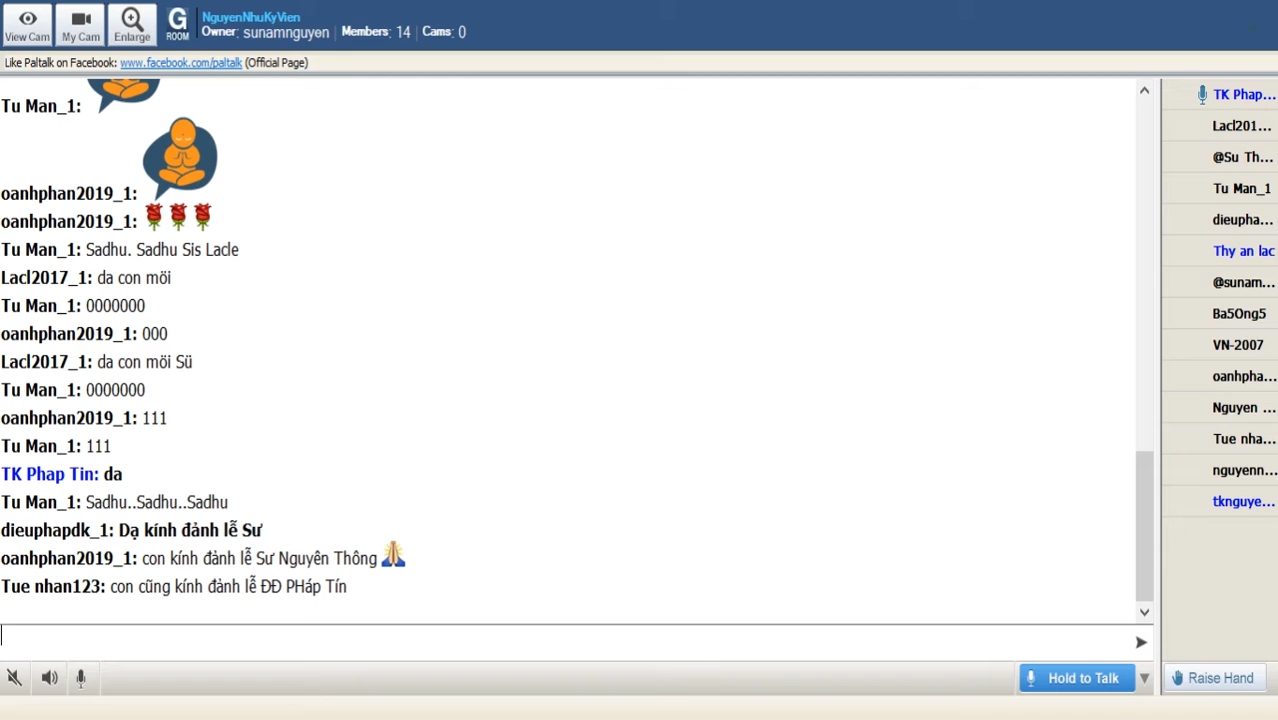 NguyenNhuKyVien
View Cam
My Cam
Enlarge
G
ROOM
Owner: sunamnguyen
Members: 14
Cams: 0
Like Paltalk on Facebook: www.facebook.com/paltalk (Official Page)
Tu Man_1:
oanhphan2019_1:
oanhphan2019_1:
Tu Man_1: Sadhu. Sadhu Sis Lacle
Lacl2017_1: da con möi
Tu Man_1: 0000000
oanhphan2019_1: 000
Lacl2017_1: da con möi Sü
Tu Man_1: 0000000
oanhphan2019_1: 111
Tu Man_1: 111
TK Phap Tin: da
Tu Man_1: Sadhu..Sadhu..Sadhu
dieuphapdk_1: Dạ kính đảnh lễ Sư
oanhphan2019_1: con kính đảnh lễ Sư Nguyên Thông
Tue nhan123: con cũng kính đảnh lễ ĐĐ PHáp Tín
TK Phap...
Lacl201...
@Su Th...
Tu Man_1
dieupha...
Thy an lac
@sunam...
Ba5Ong5
VN-2007
oanhpha...
Nguyen ...
Tue nha...
nguyenn...
tknguye...
Hold to Talk
Raise Hand